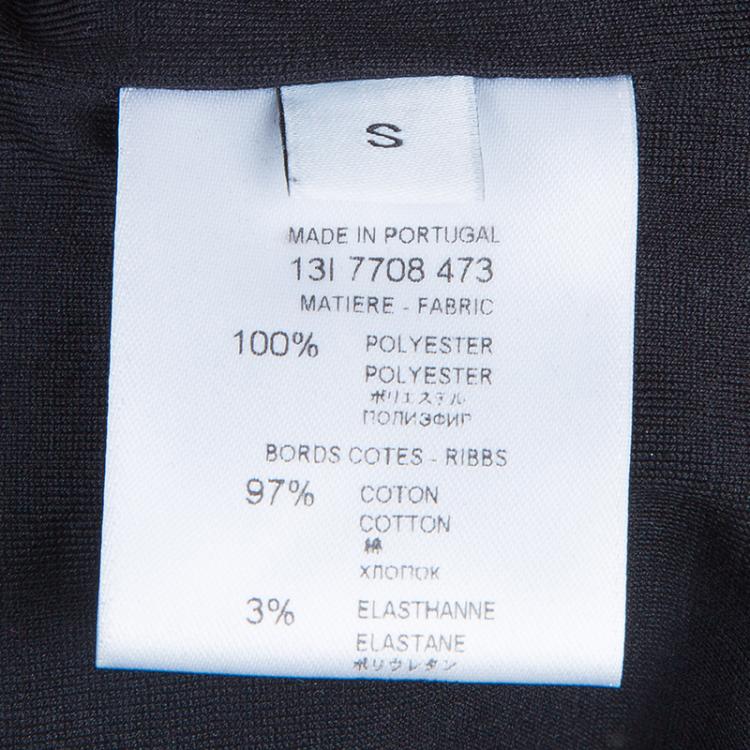 S
MADE IN PORTUGAL
13I 7708 473
MATIERE - FABRIC
100% POLYESTER
POLYESTER
ポリエステル
ПОЛИЭФИР
BORDS COTES - RIBBS
97% COTON
COTTON
綿
ХЛОПОК
3% ELASTHANNE
ELASTANE
ポリウレタン